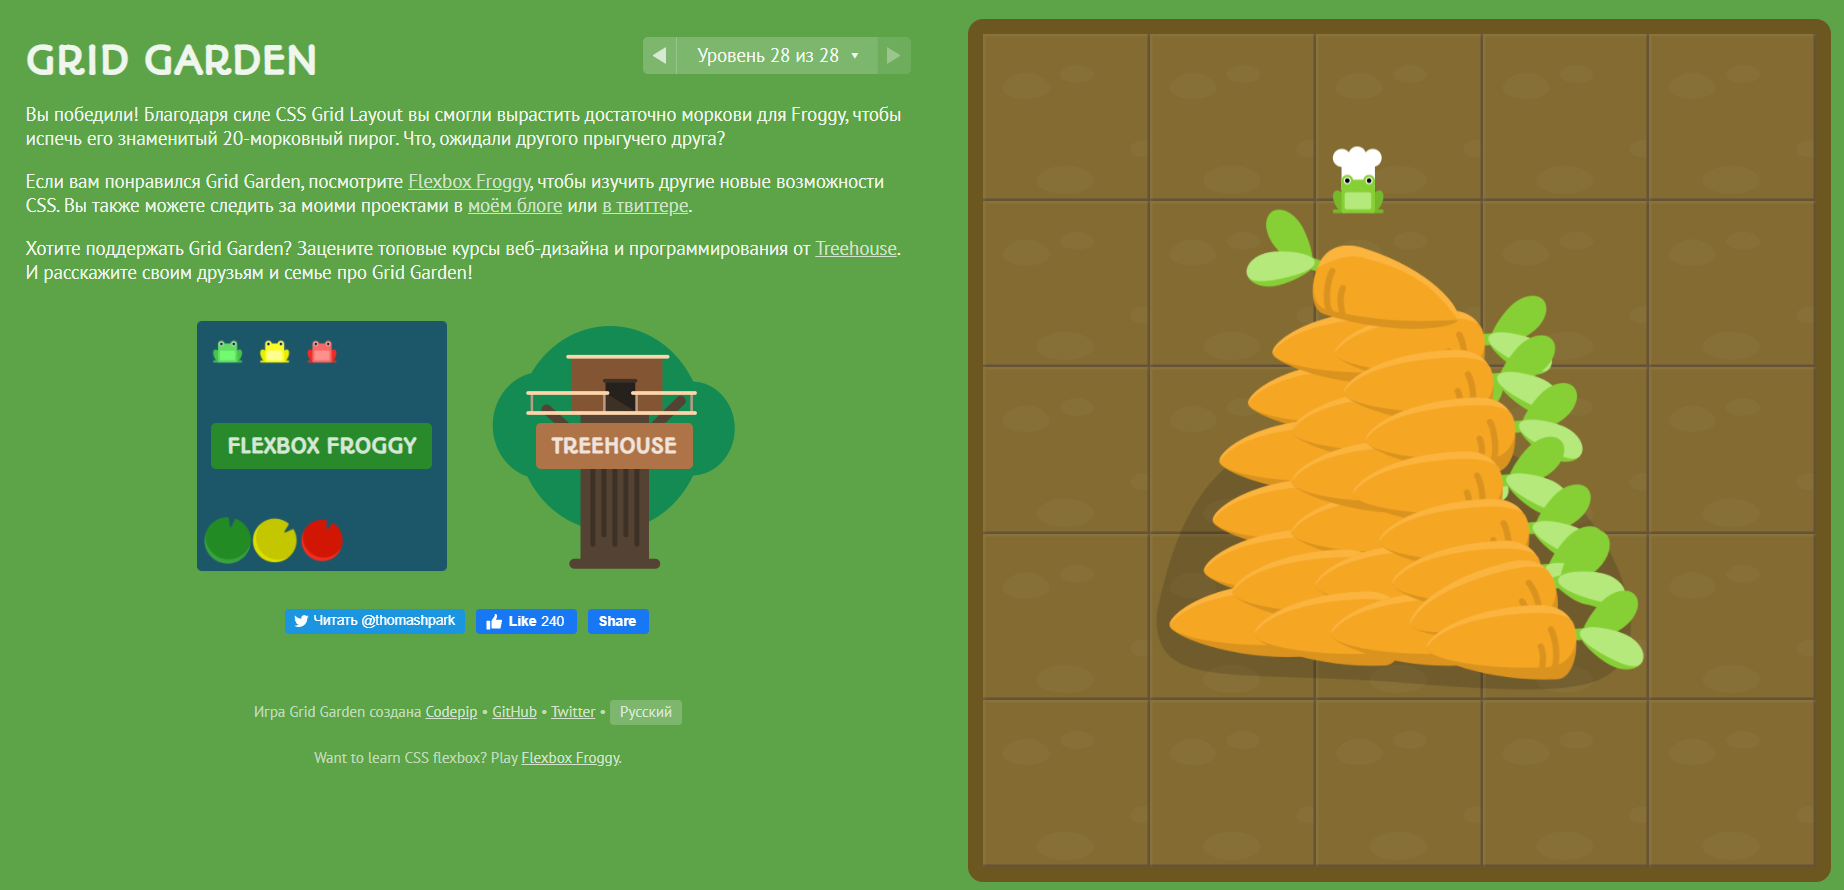 GRID GARDEN
Уровень 28 из 28
Вы победили! Благодаря силе CSS Grid Layout вы смогли вырастить достаточно моркови для Froggy, чтобы
испечь его знаменитый 20-морковный пирог. Что, ожидали другого прыгучего друга?
Если вам понравился Grid Garden, посмотрите Flexbox Froggy, чтобы изучить другие новые возможности
CSS. Вы также можете следить за моими проектами в моём блоге или в твиттере.
Хотите поддержать Grid Garden? Зацените топовые курсы веб-дизайна и программирования от Treehouse.
И расскажите своим друзьям и семье про Grid Garden!
FLEXBOX FROGGY
TREEHOUSE
Читать @thomashpark
Like 240
Share
Игра Grid Garden создана Codepip • GitHub • Twitter • Русский
Want to learn CSS flexbox? Play Flexbox Froggy.